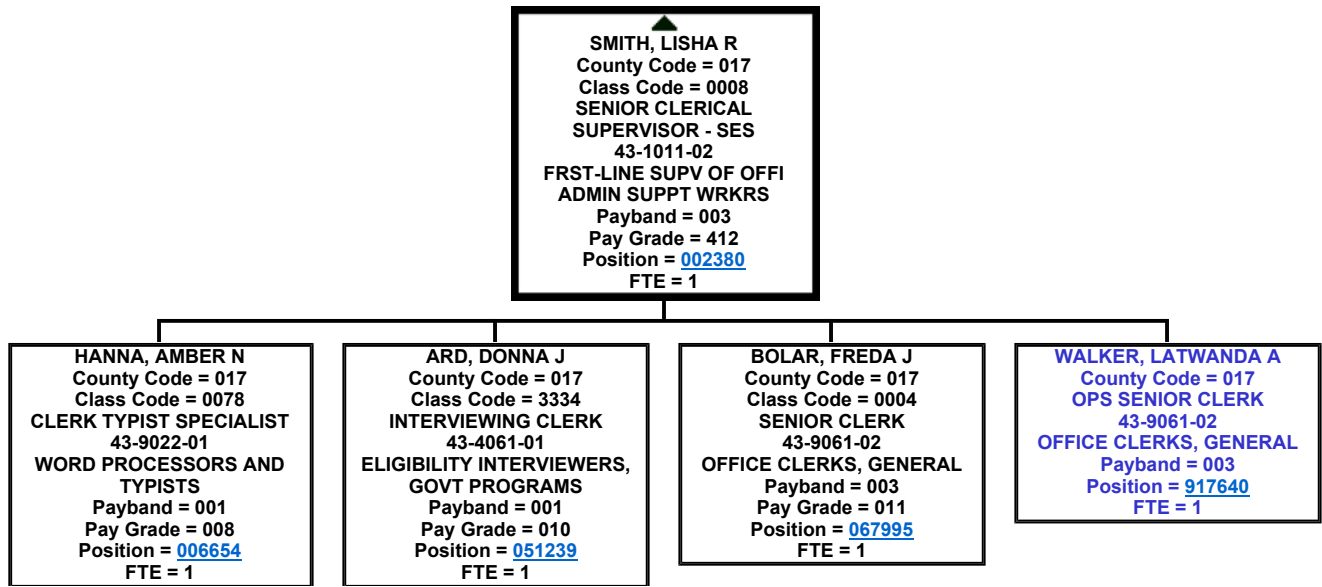 SMITH, LISHA R
County Code = 017
Class Code = 0008
SENIOR CLERICAL
SUPERVISOR - SES
43-1011-02
FRST-LINE SUPV OF OFFI
ADMIN SUPPT WRKRS
Payband = 003
Pay Grade = 412
Position = 002380
FTE = 1
HANNA, AMBER N
County Code = 017
Class Code = 0078
CLERK TYPIST SPECIALIST
43-9022-01
WORD PROCESSORS AND
TYPISTS
Payband = 001
Pay Grade = 008
Position = 006654
FTE = 1
ARD, DONNA J
County Code = 017
Class Code = 3334
INTERVIEWING CLERK
43-4061-01
ELIGIBILITY INTERVIEWERS,
GOVT PROGRAMS
Payband = 001
Pay Grade = 010
Position = 051239
FTE = 1
BOLAR, FREDA J
County Code = 017
Class Code = 0004
SENIOR CLERK
43-9061-02
OFFICE CLERKS, GENERAL
Payband = 003
Pay Grade = 011
Position = 067995
FTE = 1
WALKER, LATWANDA A
County Code = 017
OPS SENIOR CLERK
43-9061-02
OFFICE CLERKS, GENERAL
Payband = 003
Position = 917640
FTE = 1